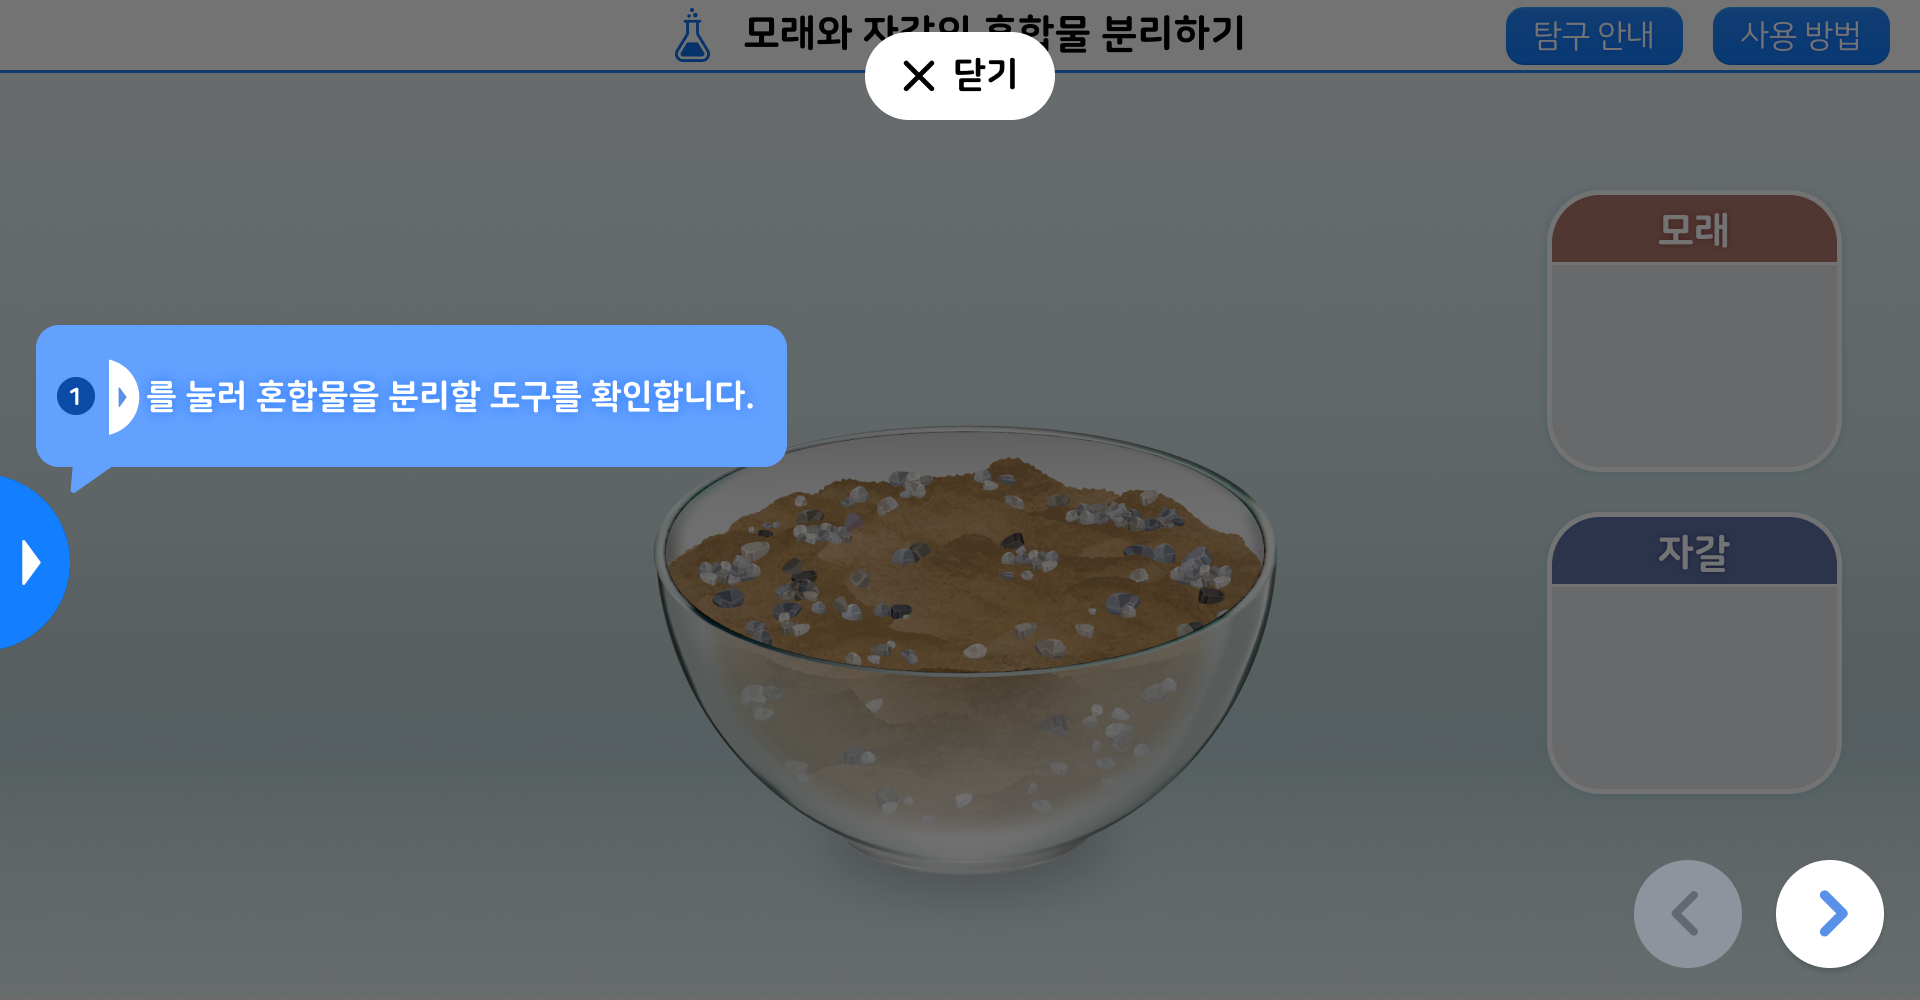 모래와 자갈의 혼합물 분리하기
탐구 안내
사용 방법
닫기
모래
1 를 눌러 혼합물을 분리할 도구를 확인합니다.
자갈